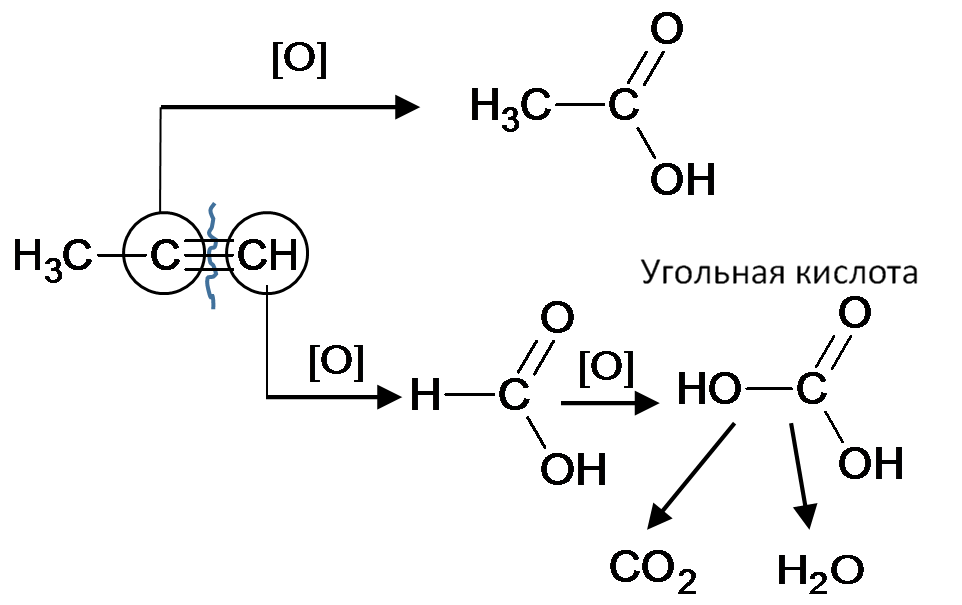 [O]
H₃C—C(=O)OH
H₃C—C≡CH
Угольная кислота
[O]
H—C(=O)OH
[O]
HO—C(=O)OH
CO₂
H₂O